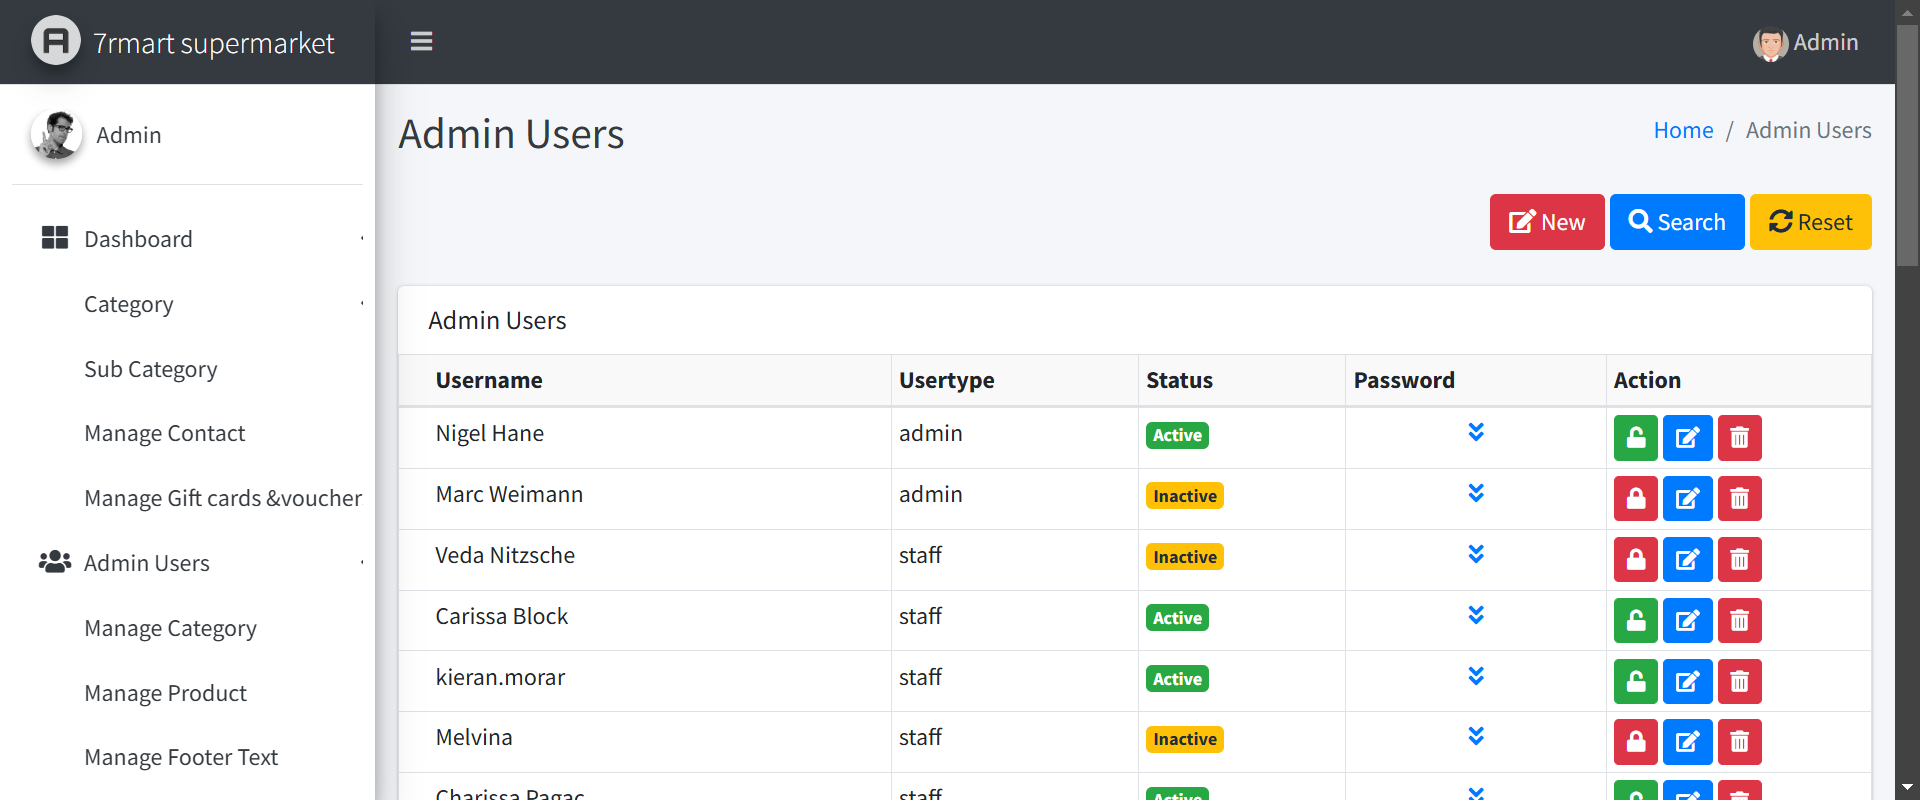 7rmart supermarket
Admin
Admin
Dashboard
Category
Sub Category
Manage Contact
Manage Gift cards &voucher
Admin Users
Manage Category
Manage Product
Manage Footer Text
Admin Users
Home / Admin Users
New Search Reset
Admin Users
Username Usertype Status Password Action
Nigel Hane admin Active
Marc Weimann admin Inactive
Veda Nitzsche staff Inactive
Carissa Block staff Active
kieran.morar staff Active
Melvina staff Inactive
Charissa Pagac staff Active